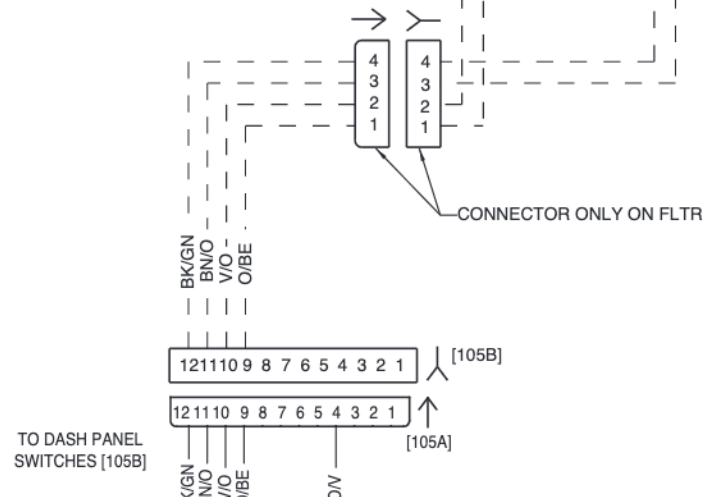 4 4
3 3
2 2
1 1
CONNECTOR ONLY ON FLTR
BK/GN
BN/O
V/O
O/BE
12 11 10 9 8 7 6 5 4 3 2 1
[105B]
12 11 10 9 8 7 6 5 4 3 2 1
[105A]
TO DASH PANEL
SWITCHES [105B]
K/GN
N/O
/O
/BE